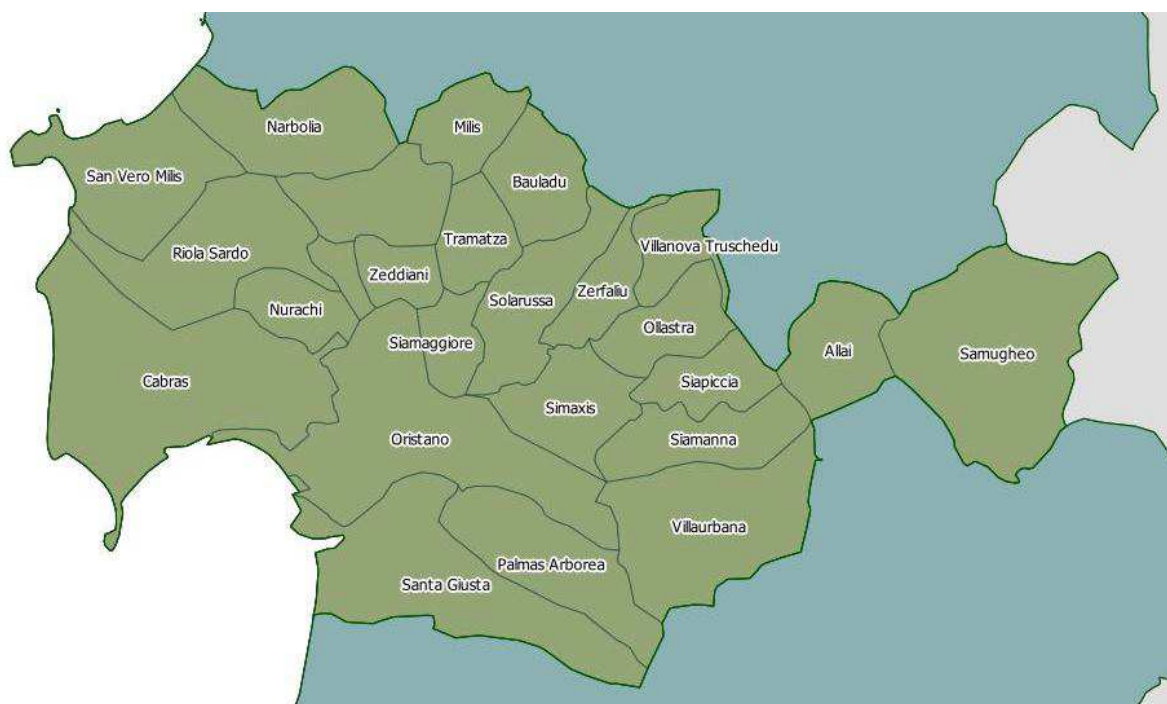 Narbolia
Milis
San Vero Milis
Bauladu
Tramatza
Villanova Truschedu
Riola Sardo
Zeddiani
Zerfaliu
Solarussa
Nurachi
Ollastra
Siamaggiore
Allai
Samugheo
Cabras
Siapiccia
Simaxis
Oristano
Siamanna
Villaurbana
Palmas Arborea
Santa Giusta